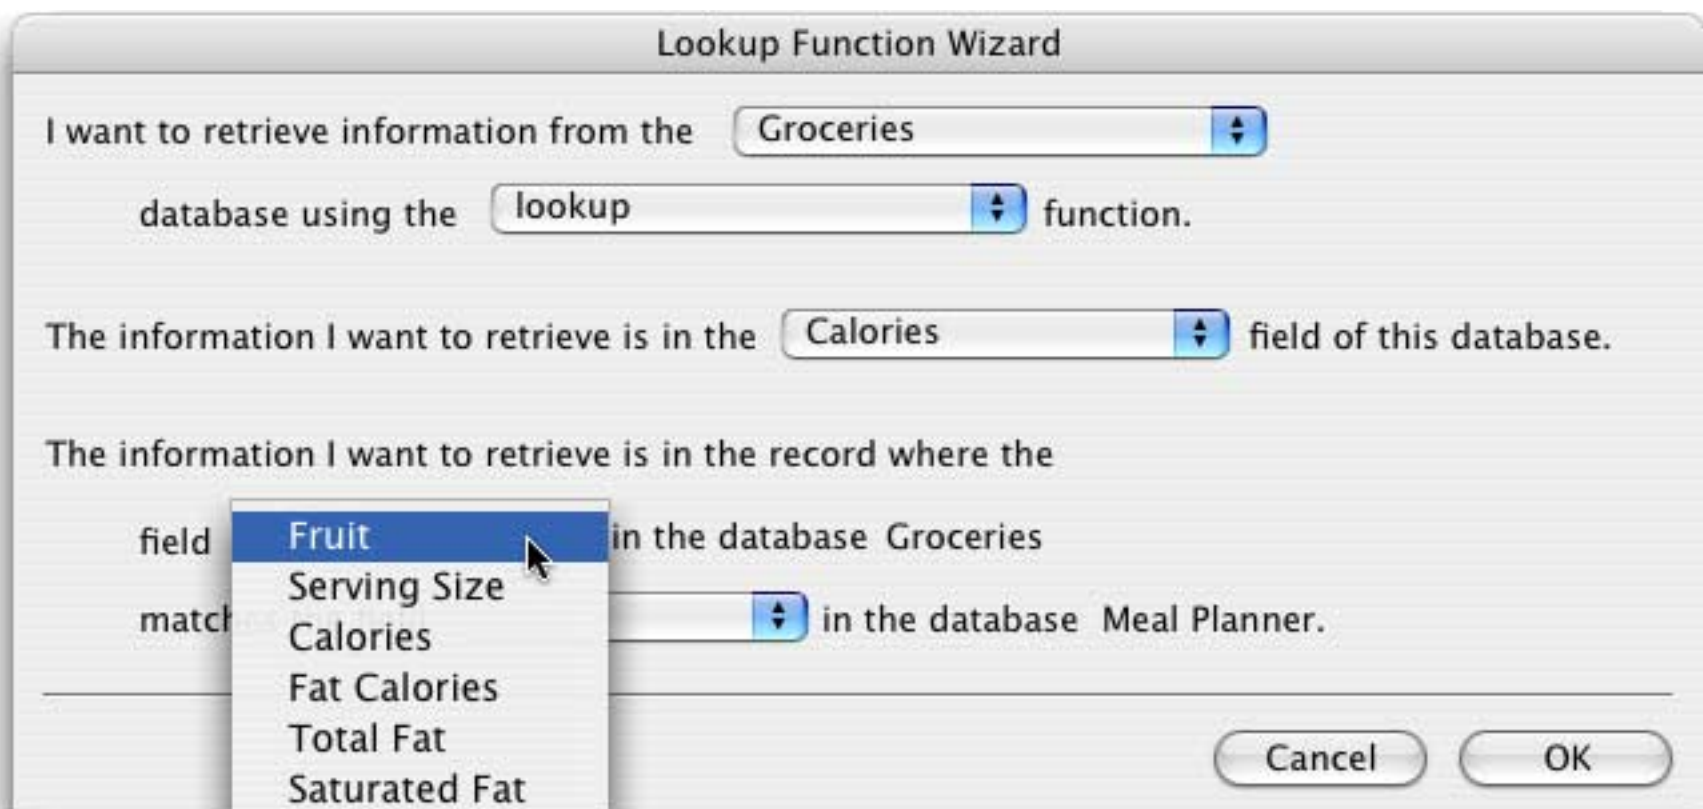 Lookup Function Wizard
I want to retrieve information from the Groceries
database using the lookup function.
The information I want to retrieve is in the Calories field of this database.
The information I want to retrieve is in the record where the
field Fruit in the database Groceries
Serving Size
match in the database Meal Planner.
Calories
Fat Calories
Total Fat
Cancel OK
Saturated Fat